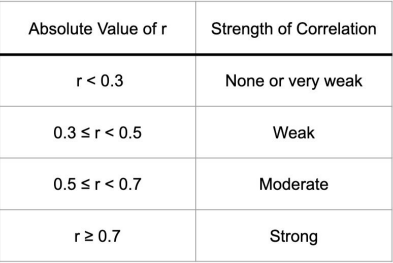 Absolute Value of r Strength of Correlation
r < 0.3 None or very weak
0.3 ≤ r < 0.5 Weak
0.5 ≤ r < 0.7 Moderate
r ≥ 0.7 Strong